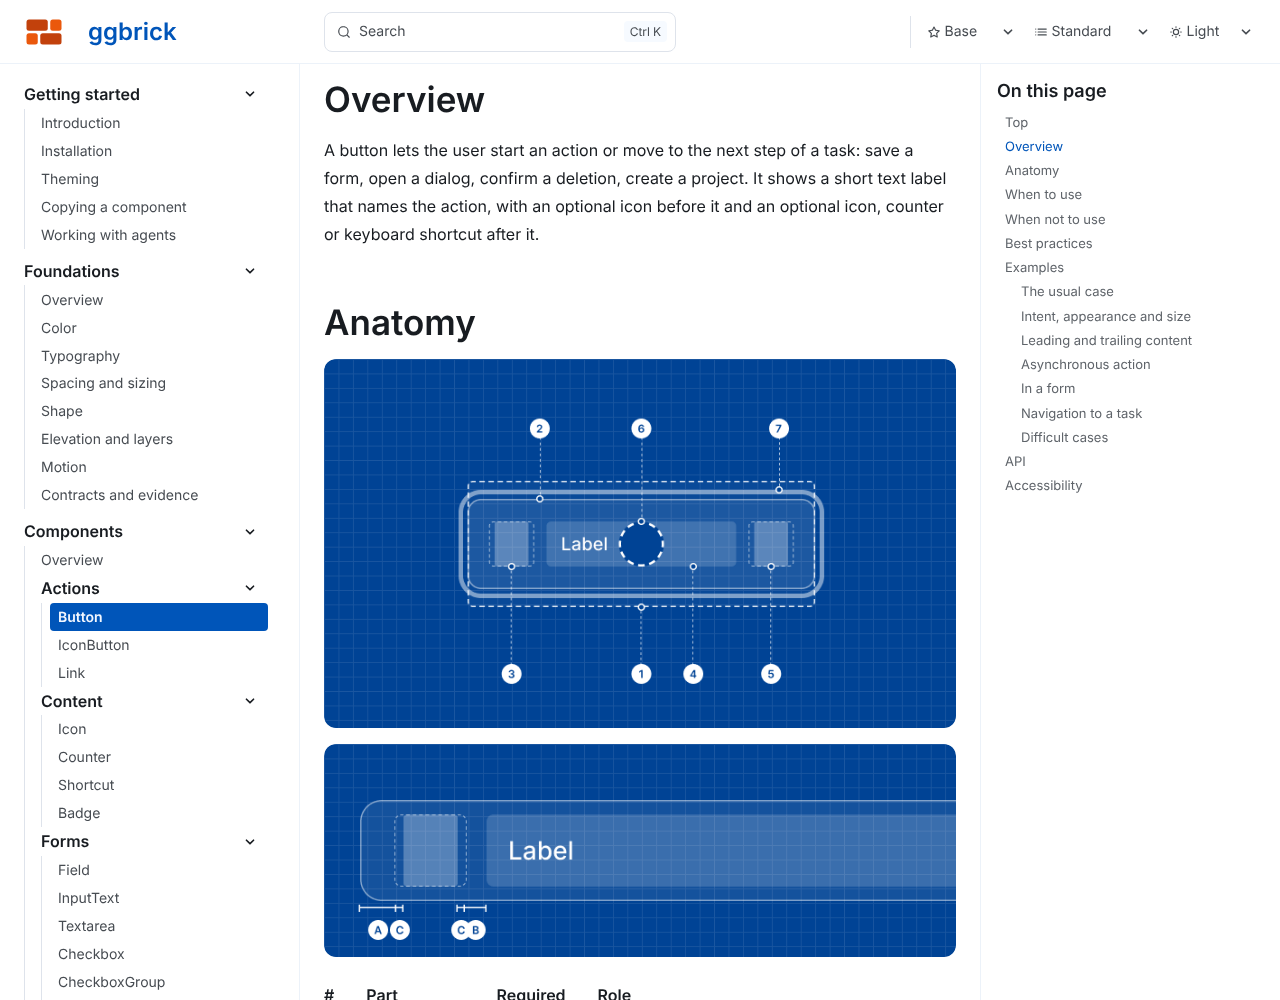 ggbrick
Search
Ctrl K
Base
Standard
Light
Getting started
Introduction
Installation
Theming
Copying a component
Working with agents
Foundations
Overview
Color
Typography
Spacing and sizing
Shape
Elevation and layers
Motion
Contracts and evidence
Components
Overview
Actions
Button
IconButton
Link
Content
Icon
Counter
Shortcut
Badge
Forms
Field
InputText
Textarea
Checkbox
CheckboxGroup
Overview
A button lets the user start an action or move to the next step of a task: save a
form, open a dialog, confirm a deletion, create a project. It shows a short text label
that names the action, with an optional icon before it and an optional icon, counter
or keyboard shortcut after it.
Anatomy
2 6 7
Label
3 1 4 5
Label
A C C B
# Part Required Role
On this page
Top
Overview
Anatomy
When to use
When not to use
Best practices
Examples
The usual case
Intent, appearance and size
Leading and trailing content
Asynchronous action
In a form
Navigation to a task
Difficult cases
API
Accessibility